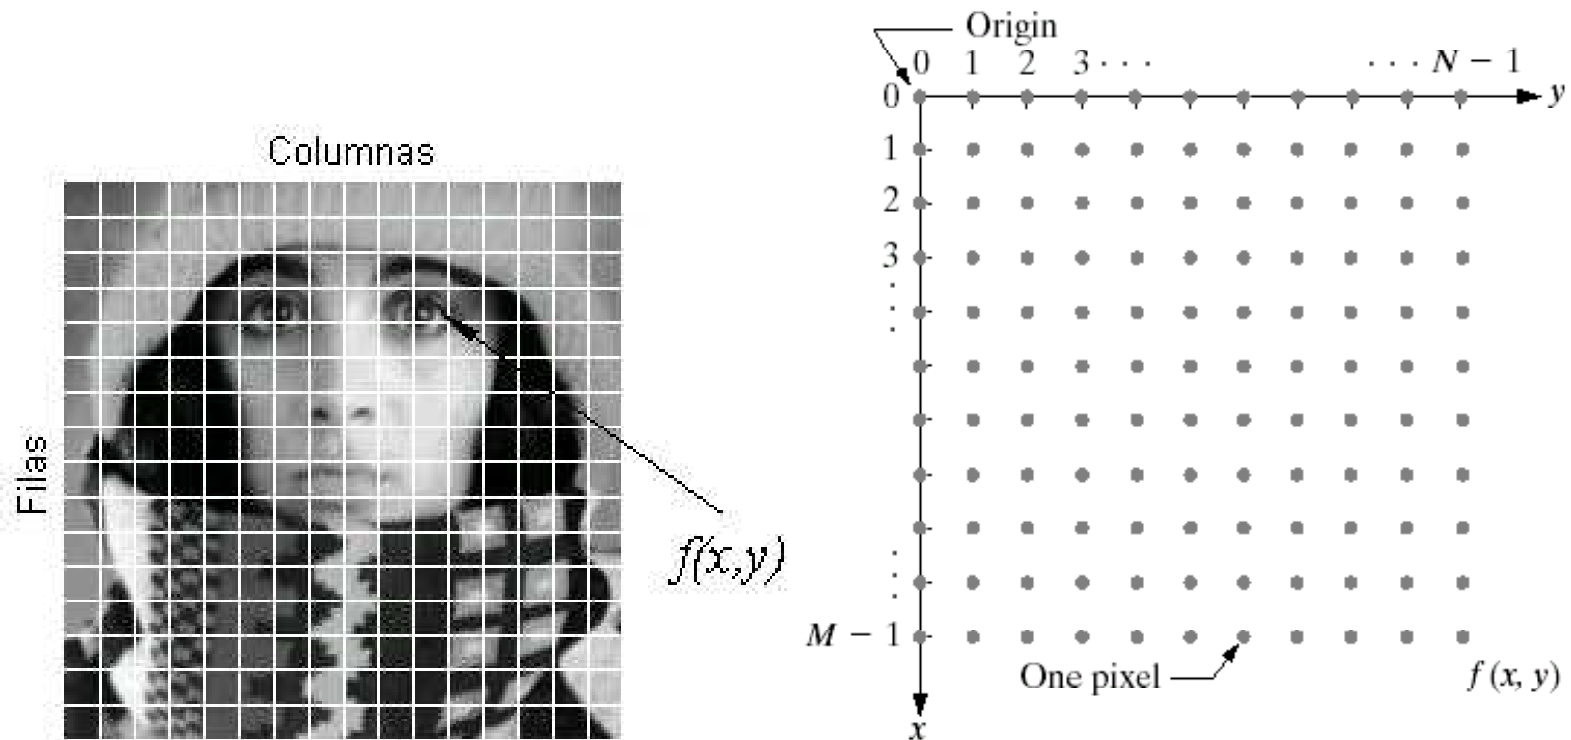 Columnas
Filas
f(x,y)
Origin
0 1 2 3 · · · · · · N − 1
0
y
1
2
3
·
·
·
·
·
·
M − 1
One pixel
f (x, y)
x